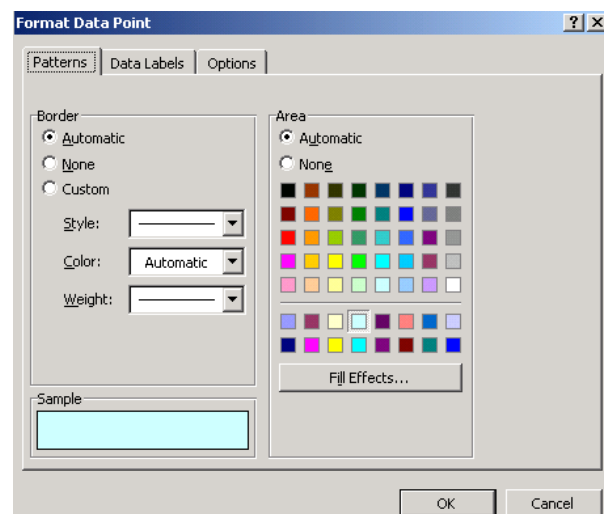 Format Data Point
Patterns
Data Labels
Options
Border
Automatic
None
Custom
Style:
Color: Automatic
Weight:
Sample
Area
Automatic
None
Fill Effects...
OK
Cancel